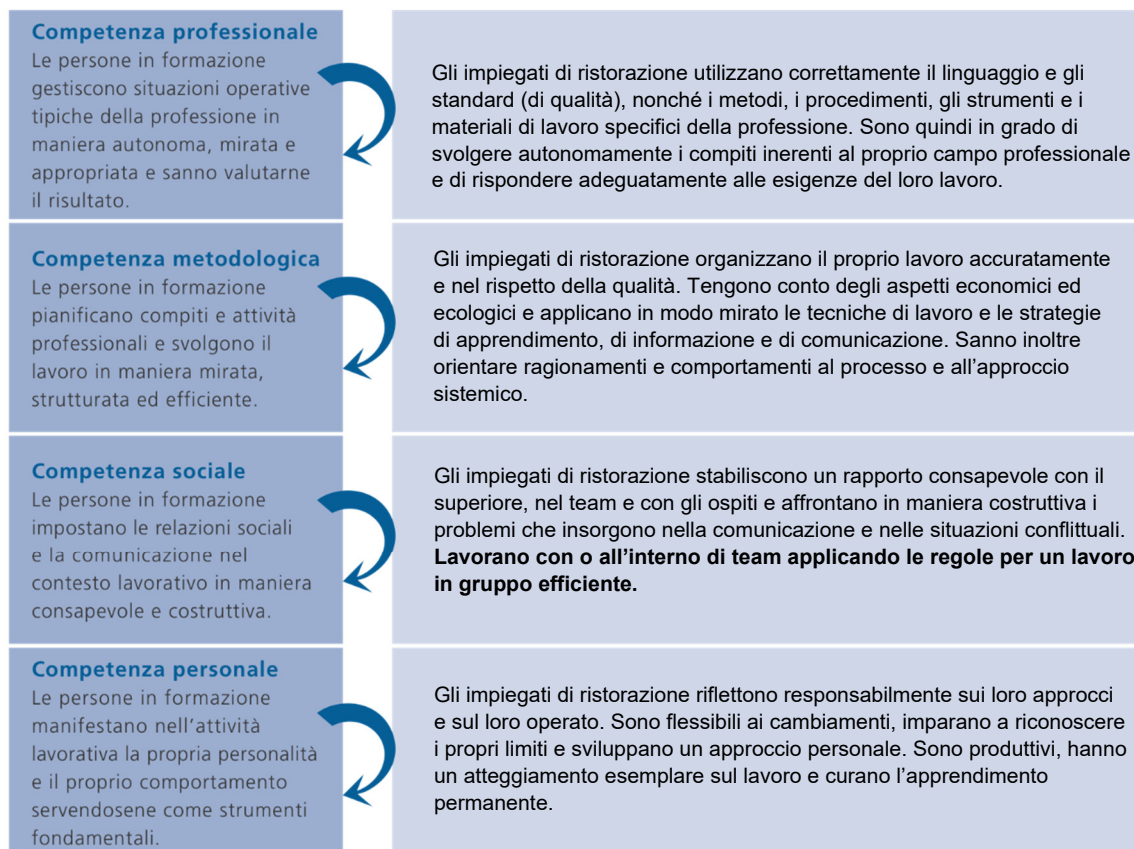 Competenza professionale
Le persone in formazione
gestiscono situazioni operative
tipiche della professione in
maniera autonoma, mirata e
appropriata e sanno valutarne
il risultato.
Gli impiegati di ristorazione utilizzano correttamente il linguaggio e gli
standard (di qualità), nonché i metodi, i procedimenti, gli strumenti e i
materiali di lavoro specifici della professione. Sono quindi in grado di
svolgere autonomamente i compiti inerenti al proprio campo professionale
e di rispondere adeguatamente alle esigenze del loro lavoro.
Competenza metodologica
Le persone in formazione
pianificano compiti e attività
professionali e svolgono il
lavoro in maniera mirata,
strutturata ed efficiente.
Gli impiegati di ristorazione organizzano il proprio lavoro accuratamente
e nel rispetto della qualità. Tengono conto degli aspetti economici ed
ecologici e applicano in modo mirato le tecniche di lavoro e le strategie
di apprendimento, di informazione e di comunicazione. Sanno inoltre
orientare ragionamenti e comportamenti al processo e all'approccio
sistemico.
Competenza sociale
Le persone in formazione
impostano le relazioni sociali
e la comunicazione nel
contesto lavorativo in maniera
consapevole e costruttiva.
Gli impiegati di ristorazione stabiliscono un rapporto consapevole con il
superiore, nel team e con gli ospiti e affrontano in maniera costruttiva i
problemi che insorgono nella comunicazione e nelle situazioni conflittuali.
Lavorano con o all'interno di team applicando le regole per un lavoro
in gruppo efficiente.
Competenza personale
Le persone in formazione
manifestano nell'attività
lavorativa la propria personalità
e il proprio comportamento
servendosene come strumenti
fondamentali.
Gli impiegati di ristorazione riflettono responsabilmente sui loro approcci
e sul loro operato. Sono flessibili ai cambiamenti, imparano a riconoscere
i propri limiti e sviluppano un approccio personale. Sono produttivi, hanno
un atteggiamento esemplare sul lavoro e curano l'apprendimento
permanente.